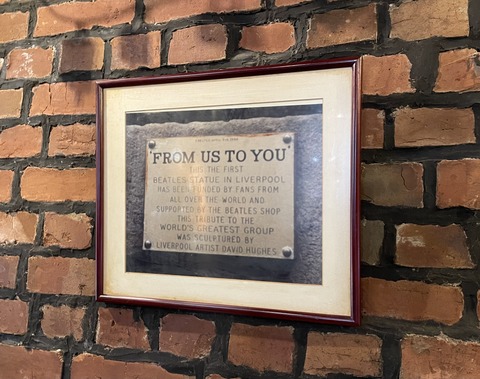 'FROM US TO YOU'
THIS THE FIRST
BEATLES STATUE IN LIVERPOOL
HAS BEEN FUNDED BY FANS FROM
ALL OVER THE WORLD AND
SUPPORTED BY THE BEATLES SHOP
THIS TRIBUTE TO THE
WORLD'S GREATEST GROUP
WAS SCULPTURED BY
LIVERPOOL ARTIST DAVID HUGHES.